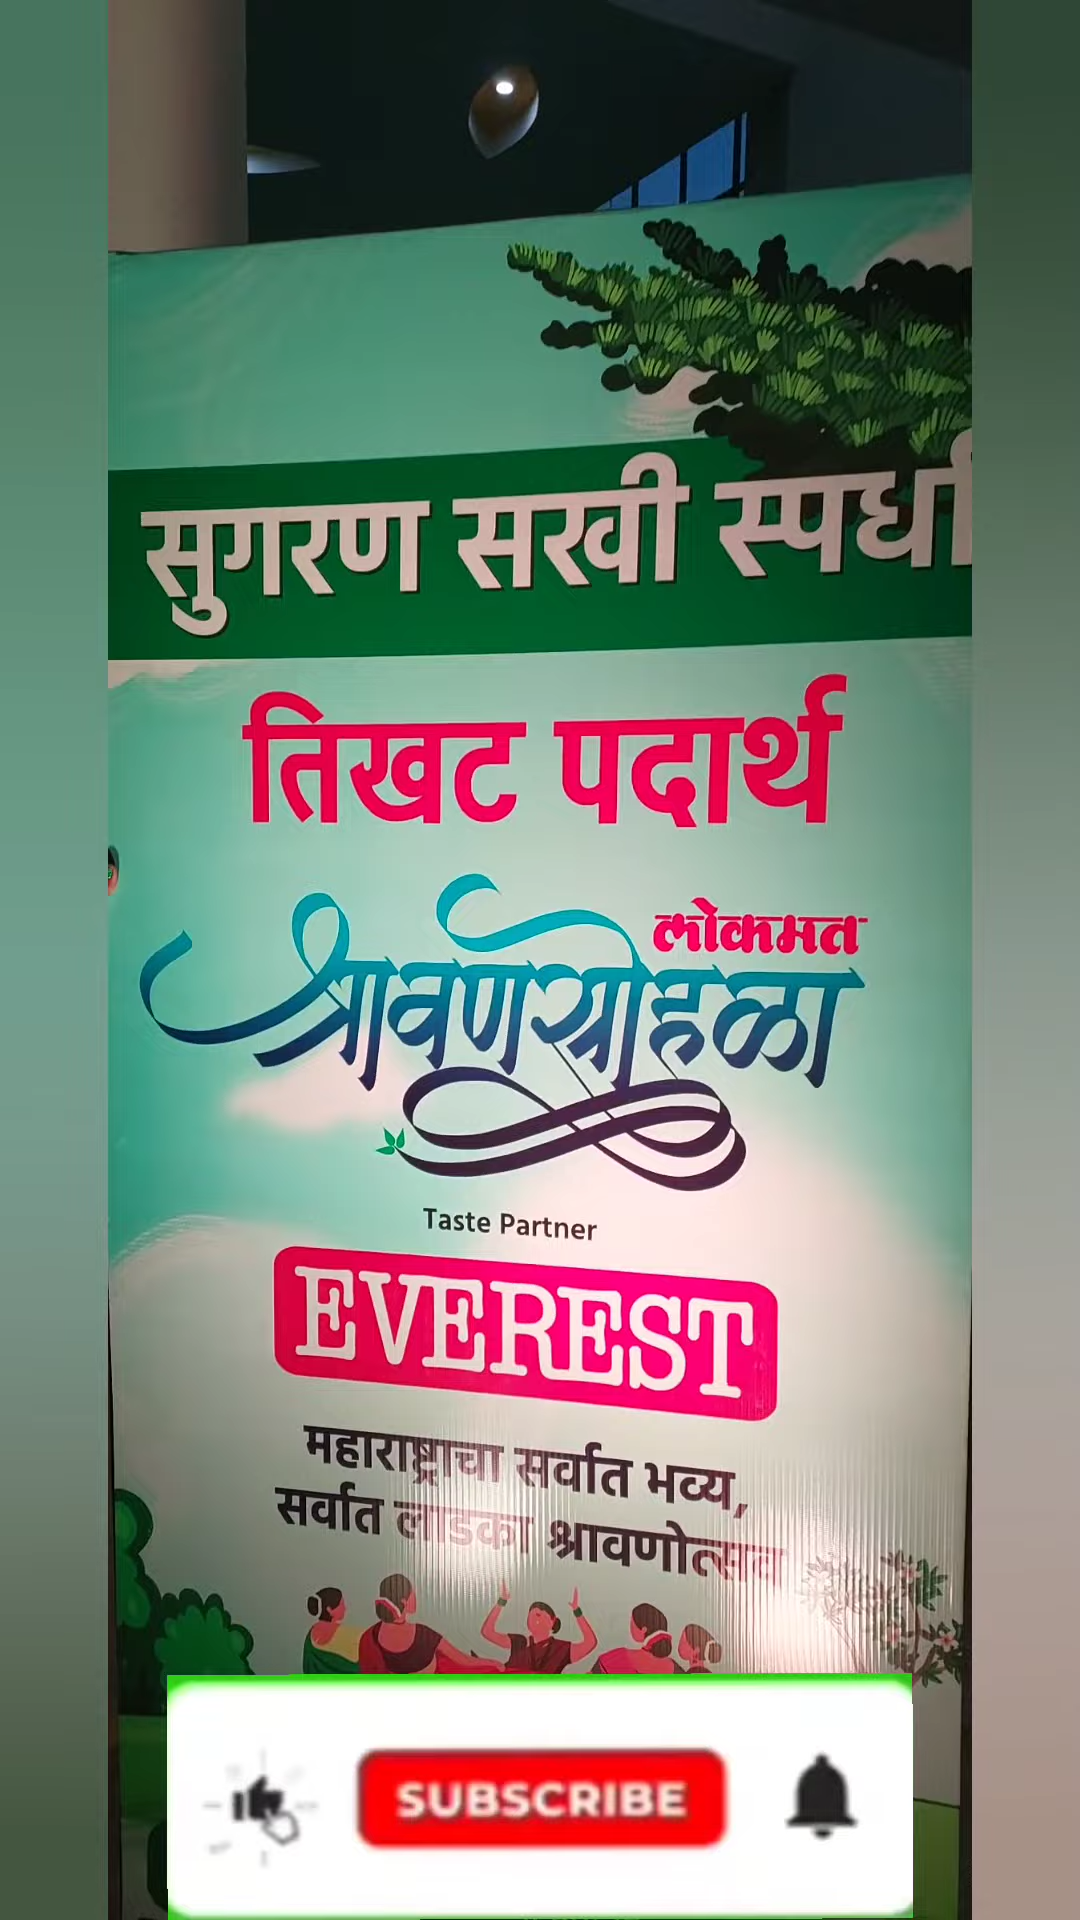 सुगरण सखी स्पर्धा
तिखट पदार्थ
लोकमत
श्रावणसोहळा
Taste Partner
EVEREST
महाराष्ट्राचा सर्वात भव्य,
सर्वात लाडका श्रावणोत्सव
SUBSCRIBE